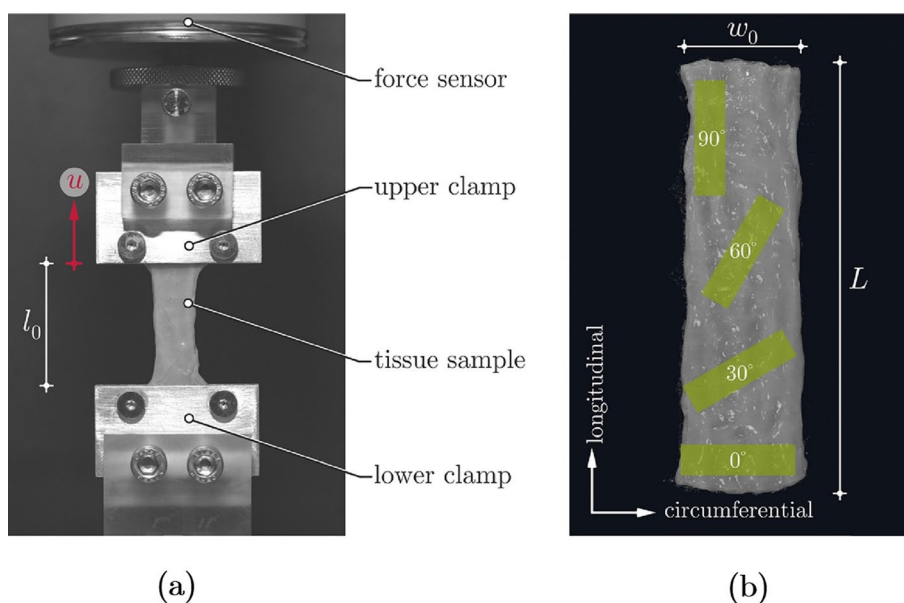 force sensor
u
upper clamp
l₀
tissue sample
lower clamp
(a)
w₀
90°
60°
L
30°
0°
longitudinal
circumferential
(b)